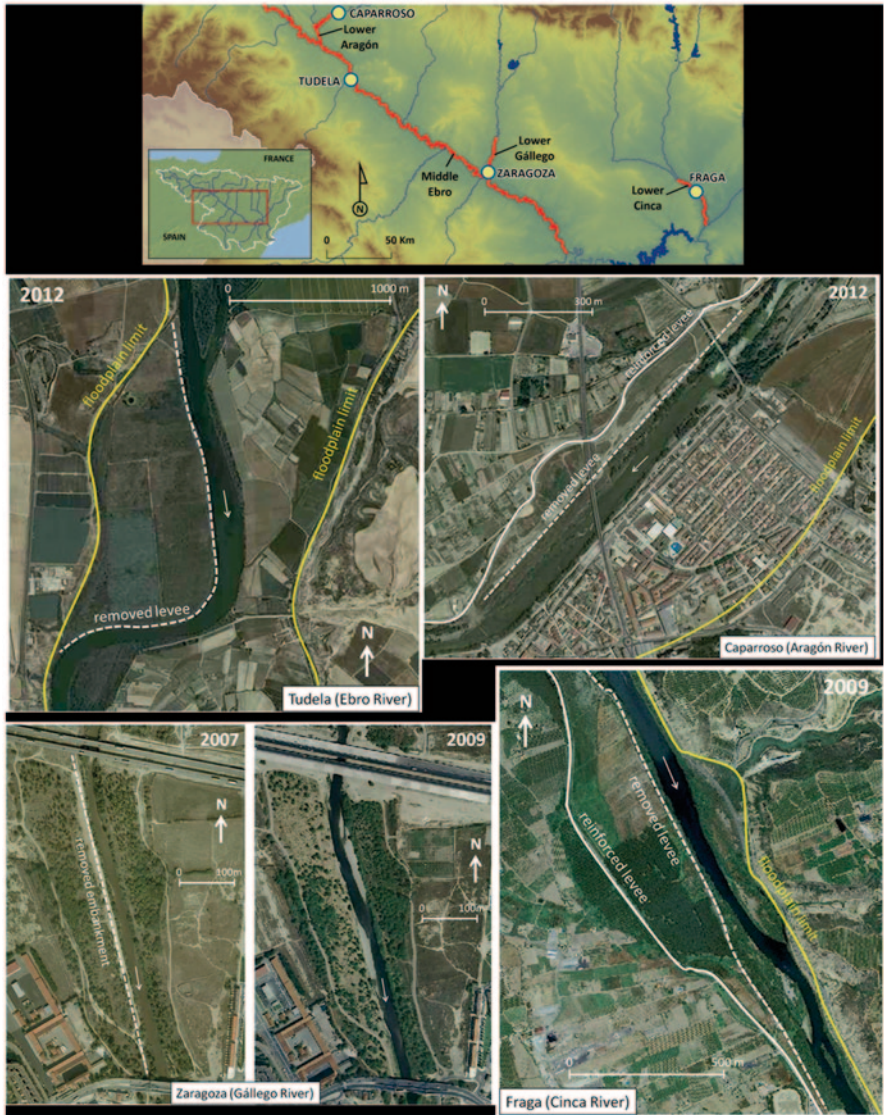 CAPARROSO
Lower
Aragón
TUDELA
Lower
Gállego
ZARAGOZA
Middle
Ebro
FRAGA
Lower
Cinca
FRANCE
SPAIN
N
0 50 Km
2012
0 1000 m
floodplain limit
floodplain limit
removed levee
N
Tudela (Ebro River)
2012
N
0 300 m
reinforced levee
removed levee
floodplain limit
Caparroso (Aragón River)
2007
N
0 100m
removed embankment
2009
N
0 100m
Zaragoza (Gállego River)
2009
N
removed levee
reinforced levee
floodplain limit
0 500 m
Fraga (Cinca River)